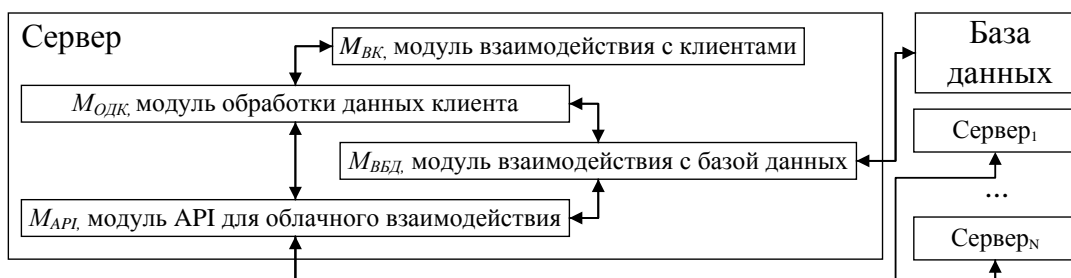 Сервер
M_ВК, модуль взаимодействия с клиентами
M_ОДК, модуль обработки данных клиента
M_ВБД, модуль взаимодействия с базой данных
M_API, модуль API для облачного взаимодействия
База
данных
Сервер₁
...
Сервер_N